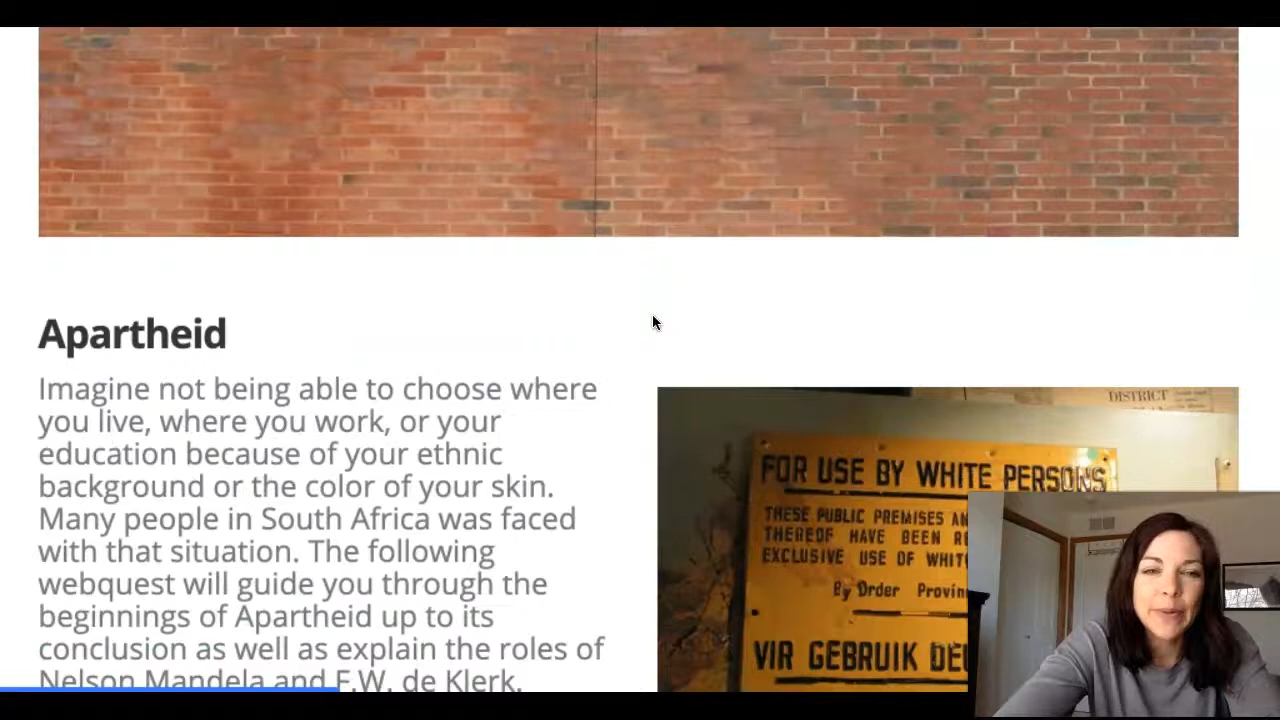 Apartheid
Imagine not being able to choose where
you live, where you work, or your
education because of your ethnic
background or the color of your skin.
Many people in South Africa was faced
with that situation. The following
webquest will guide you through the
beginnings of Apartheid up to its
conclusion as well as explain the roles of
Nelson Mandela and F.W. de Klerk.
DISTRICT
FOR USE BY WHITE PERSONS
THESE PUBLIC PREMISES
THEREOF HAVE BEEN
EXCLUSIVE USE OF
By Order
VIR GEBRUIK